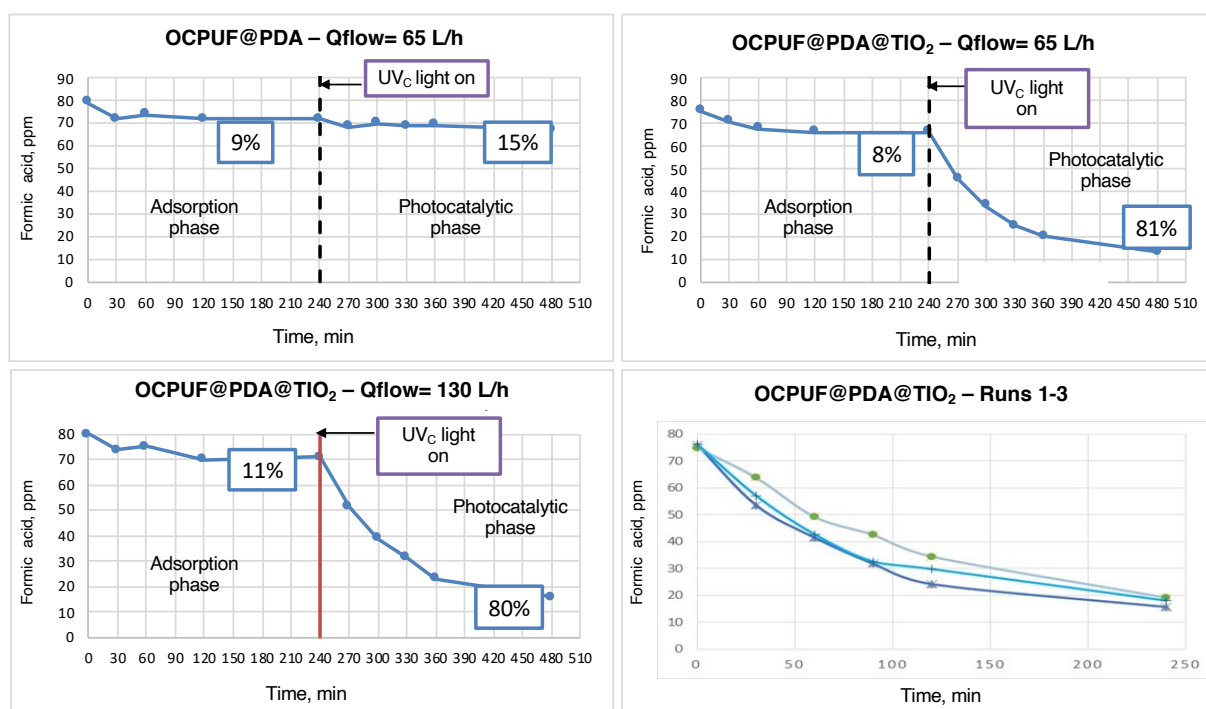 OCPUF@PDA – Qflow= 65 L/h
UV_C light on
90
80
70
60
50
40
30
20
10
0
Formic acid, ppm
9%
15%
Adsorption
phase
Photocatalytic
phase
0 30 60 90 120 150 180 210 240 270 300 330 360 390 420 450 480 510
Time, min
OCPUF@PDA@TIO₂ – Qflow= 65 L/h
UV_C light
on
90
80
70
60
50
40
30
20
10
0
Formic acid, ppm
8%
Photocatalytic
phase
Adsorption
phase
81%
0 30 60 90 120 150 180 210 240 270 300 330 360 390 420 450 480 510
Time, min
OCPUF@PDA@TIO₂ – Qflow= 130 L/h
UV_C light
on
80
70
60
50
40
30
20
10
0
Formic acid, ppm
11%
Photocatalytic
phase
Adsorption
phase
80%
0 30 60 90 120 150 180 210 240 270 300 330 360 390 420 450 480 510
Time, min
OCPUF@PDA@TIO₂ – Runs 1-3
80
70
60
50
40
30
20
10
0
Formic acid, ppm
0 50 100 150 200 250
Time, min